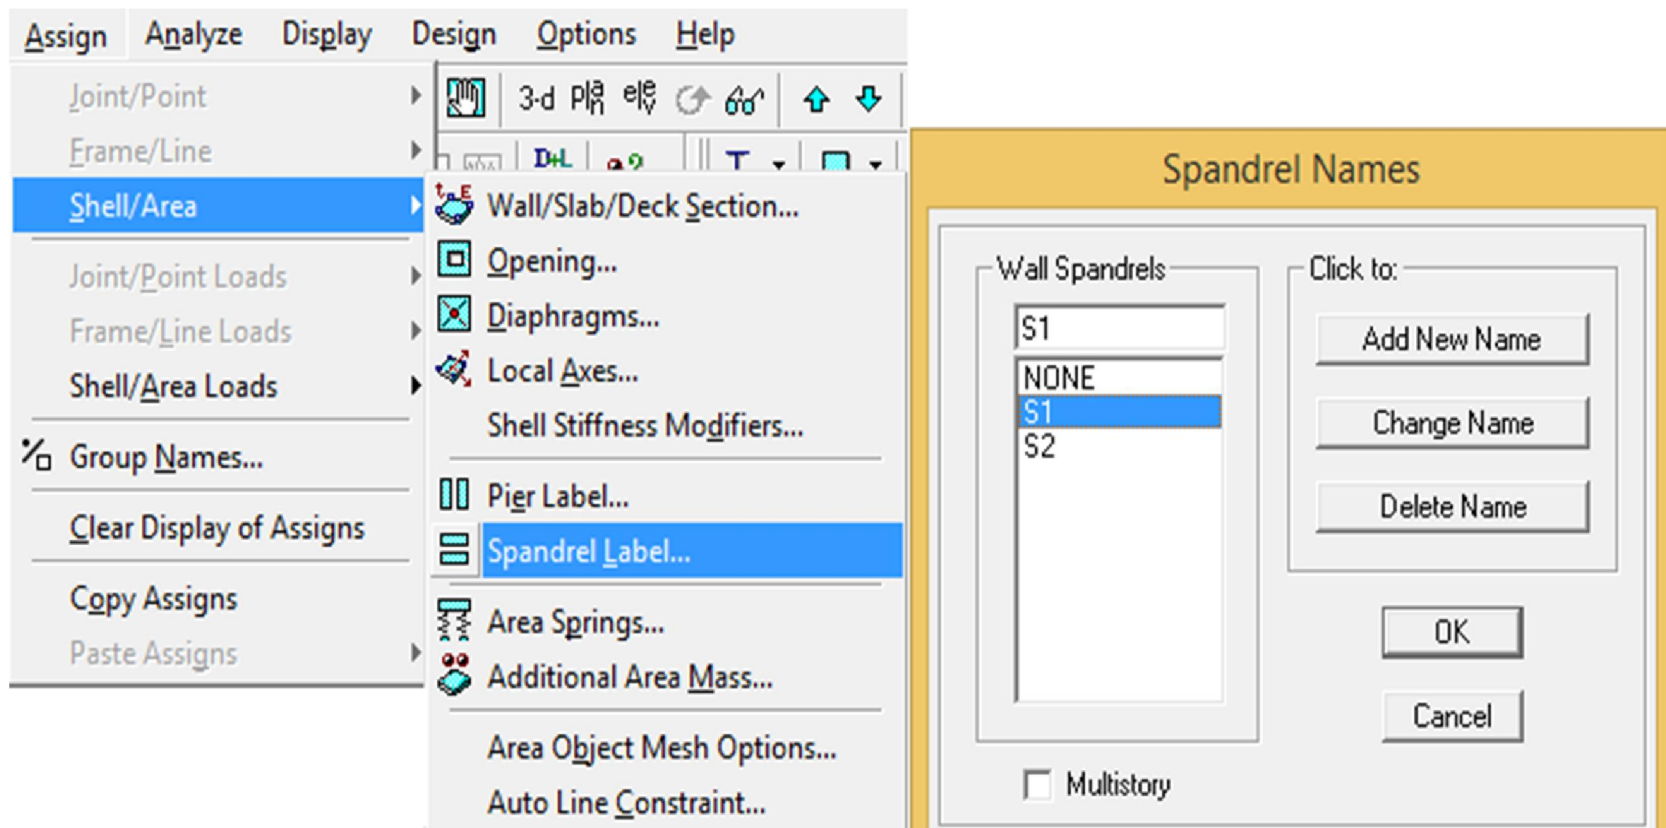 Assign Analyze Display Design Options Help
Joint/Point
Frame/Line
Shell/Area
Joint/Point Loads
Frame/Line Loads
Shell/Area Loads
Group Names...
Clear Display of Assigns
Copy Assigns
Paste Assigns
3-d plan elev
D+L
Wall/Slab/Deck Section...
Opening...
Diaphragms...
Local Axes...
Shell Stiffness Modifiers...
Pier Label...
Spandrel Label...
Area Springs...
Additional Area Mass...
Area Object Mesh Options...
Auto Line Constraint...
Spandrel Names
Wall Spandrels
S1
NONE
S1
S2
Click to:
Add New Name
Change Name
Delete Name
OK
Cancel
Multistory